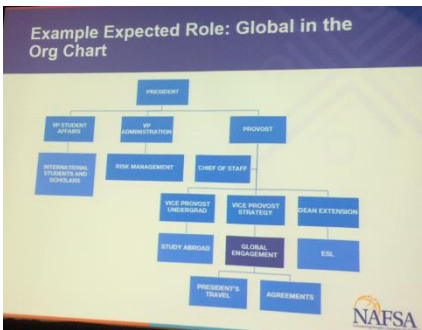 Example Expected Role: Global in the
Org Chart
PRESIDENT
VP STUDENT
AFFAIRS
VP
ADMINISTRATION
PROVOST
INTERNATIONAL
STUDENTS AND
SCHOLARS
RISK MANAGEMENT
CHIEF OF STAFF
VICE PROVOST
UNDERGRAD
VICE PROVOST
STRATEGY
DEAN EXTENSION
STUDY ABROAD
GLOBAL
ENGAGEMENT
ESL
PRESIDENT'S
TRAVEL
AGREEMENTS
NAFSA